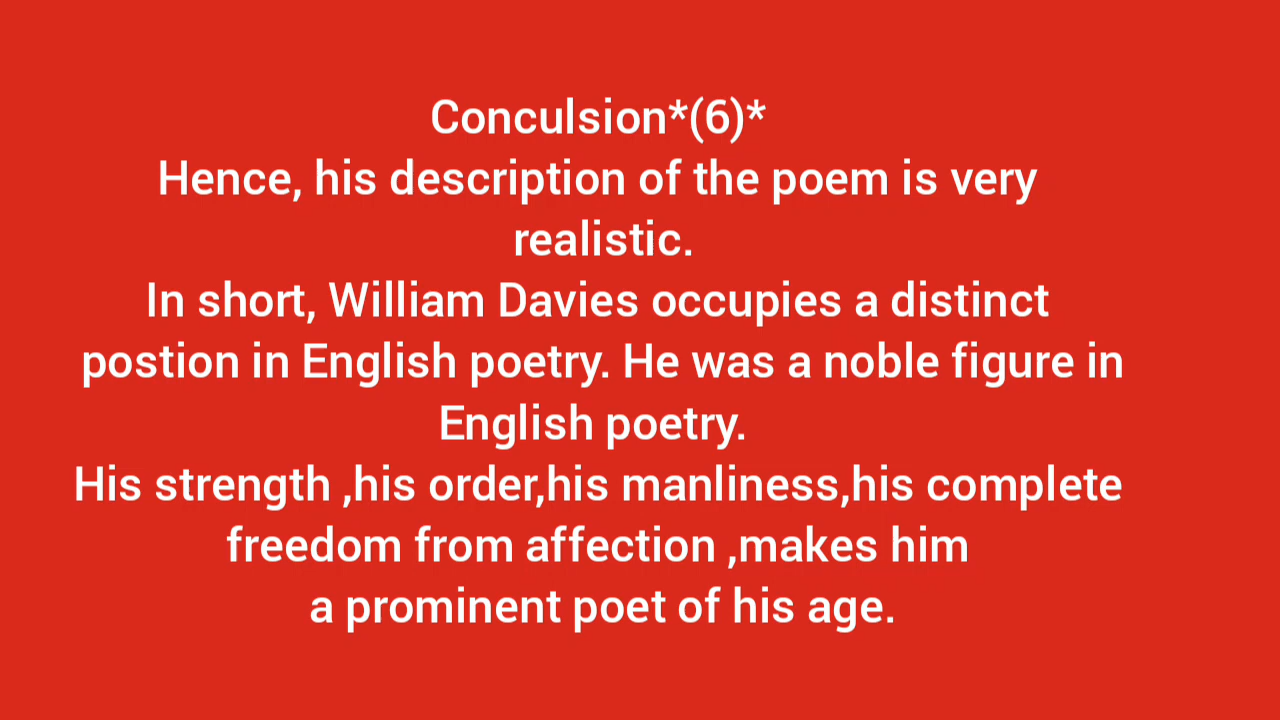 Conculsion*(6)*
Hence, his description of the poem is very
realistic.
In short, William Davies occupies a distinct
postion in English poetry. He was a noble figure in
English poetry.
His strength ,his order,his manliness,his complete
freedom from affection ,makes him
a prominent poet of his age.